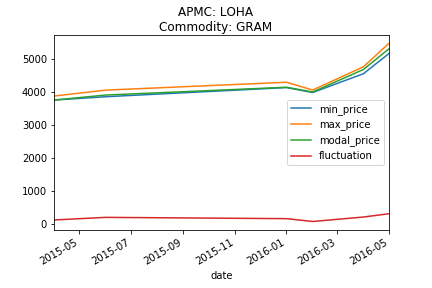 APMC: LOHA
Commodity: GRAM
5000
4000
3000
2000
1000
0
min_price
max_price
modal_price
fluctuation
2015-05
2015-07
2015-09
2015-11
2016-01
2016-03
2016-05
date